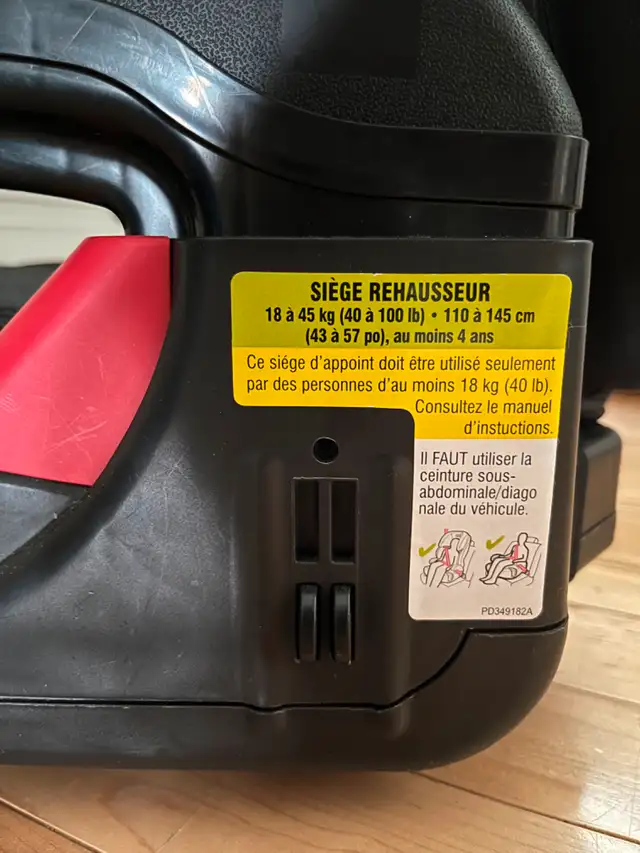 SIÈGE REHAUSSEUR
18 à 45 kg (40 à 100 lb) • 110 à 145 cm
(43 à 57 po), au moins 4 ans
Ce siége d'appoint doit être utilisé seulement
par des personnes d'au moins 18 kg (40 lb).
Consultez le manuel
d'instuctions.
Il FAUT utiliser la
ceinture sous-
abdominale/diago
nale du véhicule.
PD349182A